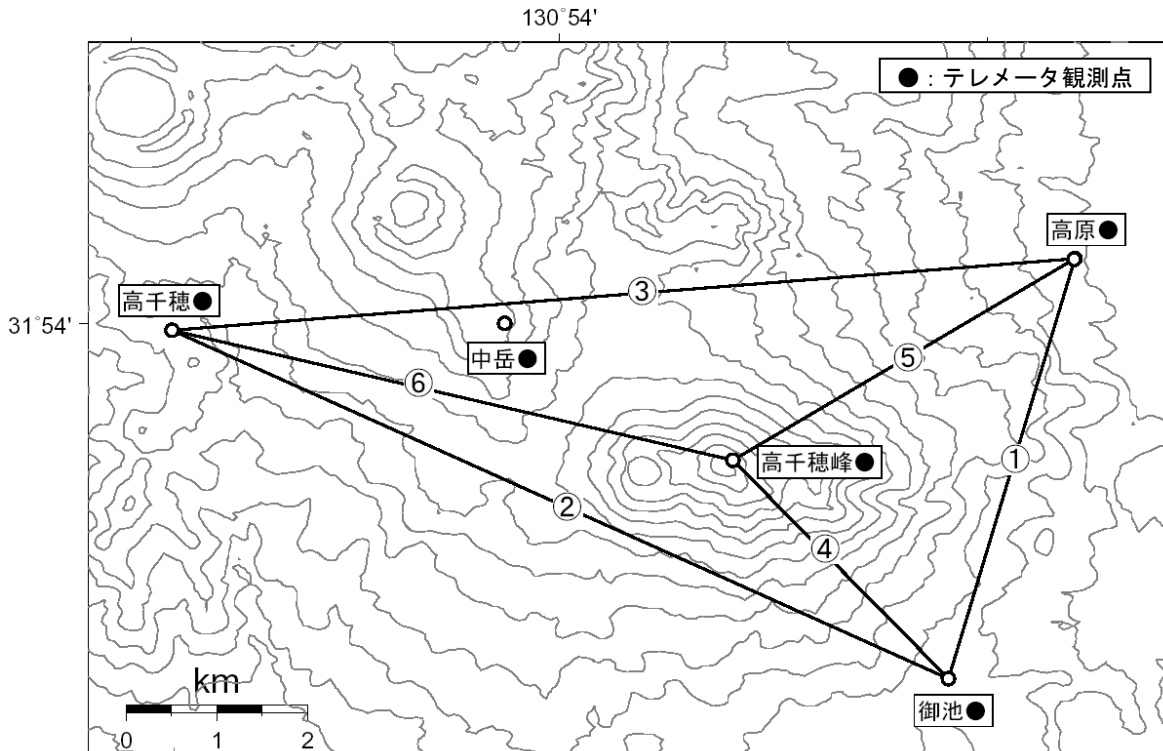 130˚54'
●：テレメータ観測点
高原●
③
高千穂●
31˚54'
中岳●
⑤
⑥
高千穂峰●
①
②
④
km
御池●
0 1 2